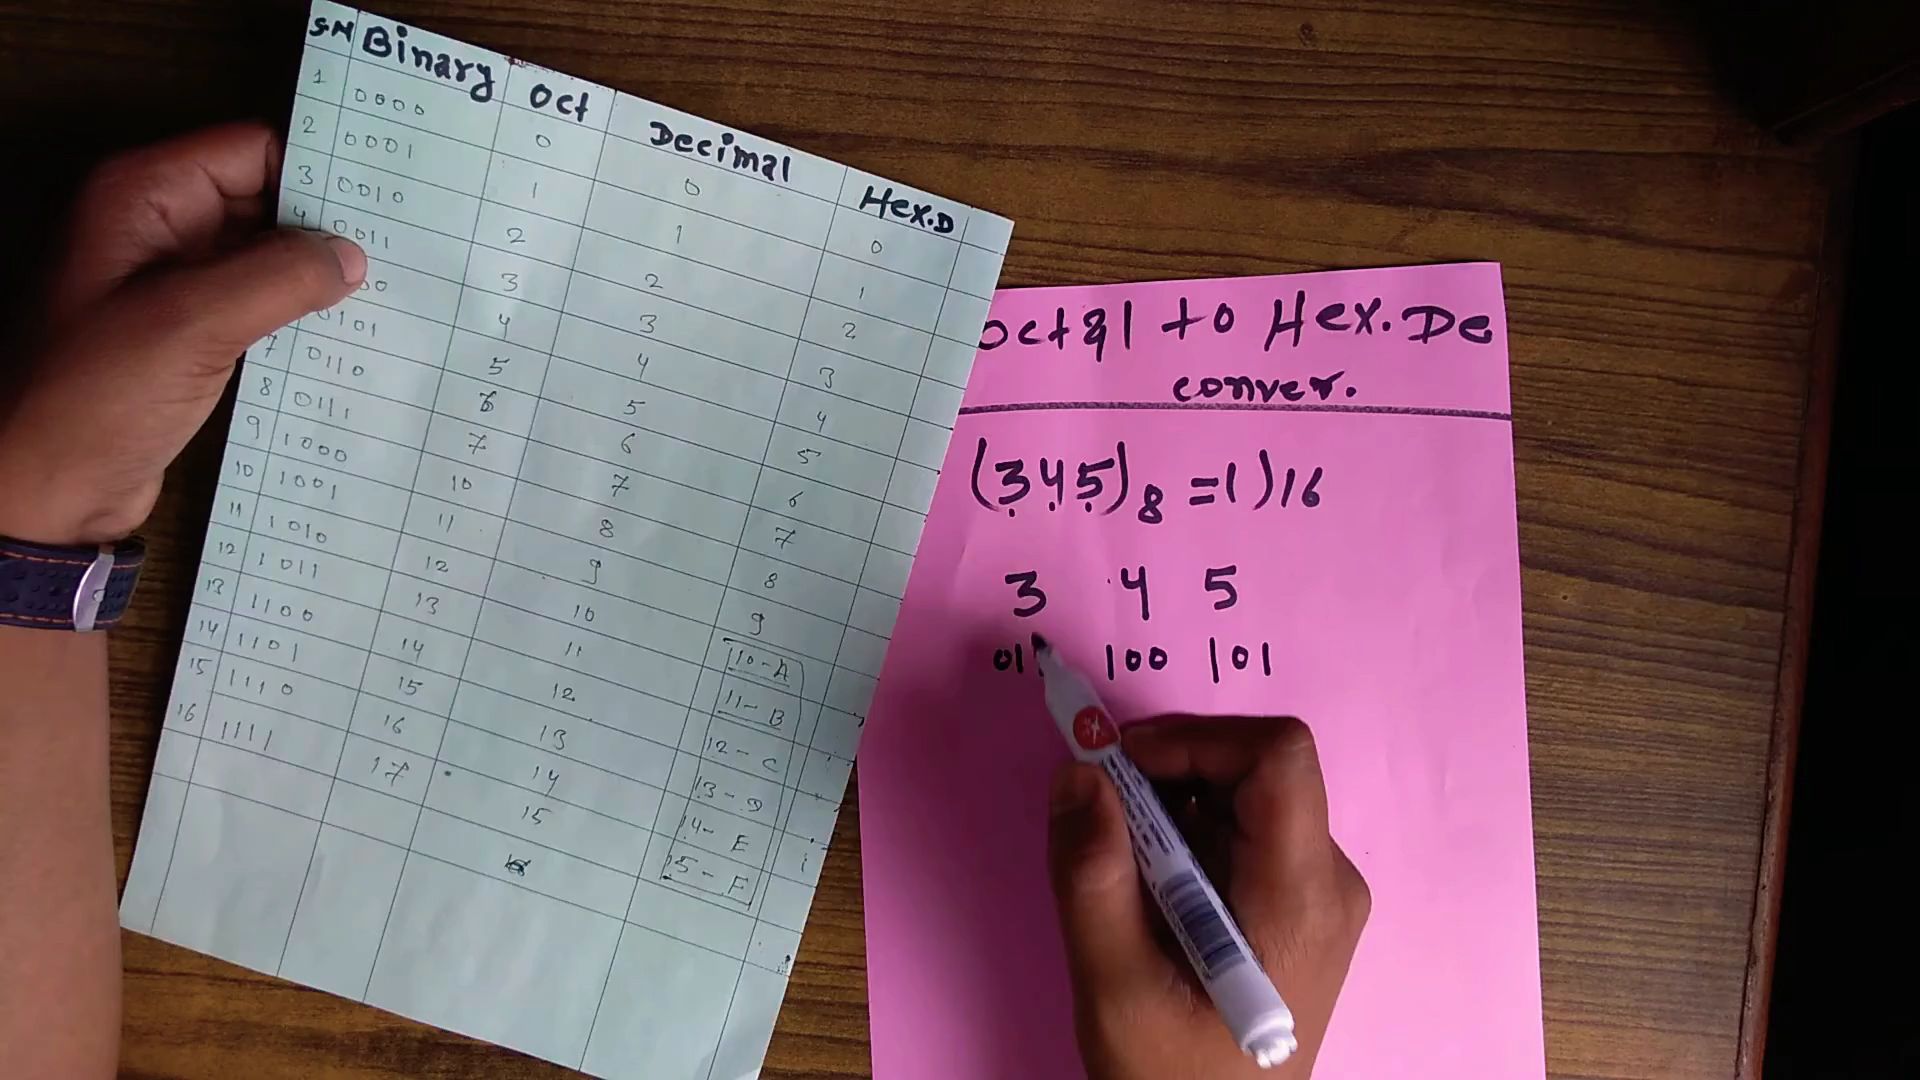 S.N Binary Oct Decimal Hex.D
1 0000 0 0 0
2 0001 1 1 1
3 0010 2 2 2
4 0011 3 3 3
00 4 4 4
0101 5 5 5
7 0110 6 6 6
8 0111 7 7 7
9 1000 10 8 8
10 1001 11 9 9
11 1010 12 10 10-A
12 1011 13 11 11-B
13 1100 14 12 12-C
14 1101 15 13 13-D
15 1110 16 14 14- E
16 1111 17 15 15-F
octal to Hex.De
conver.
(345)8 =( )16
3 4 5
01 100 101